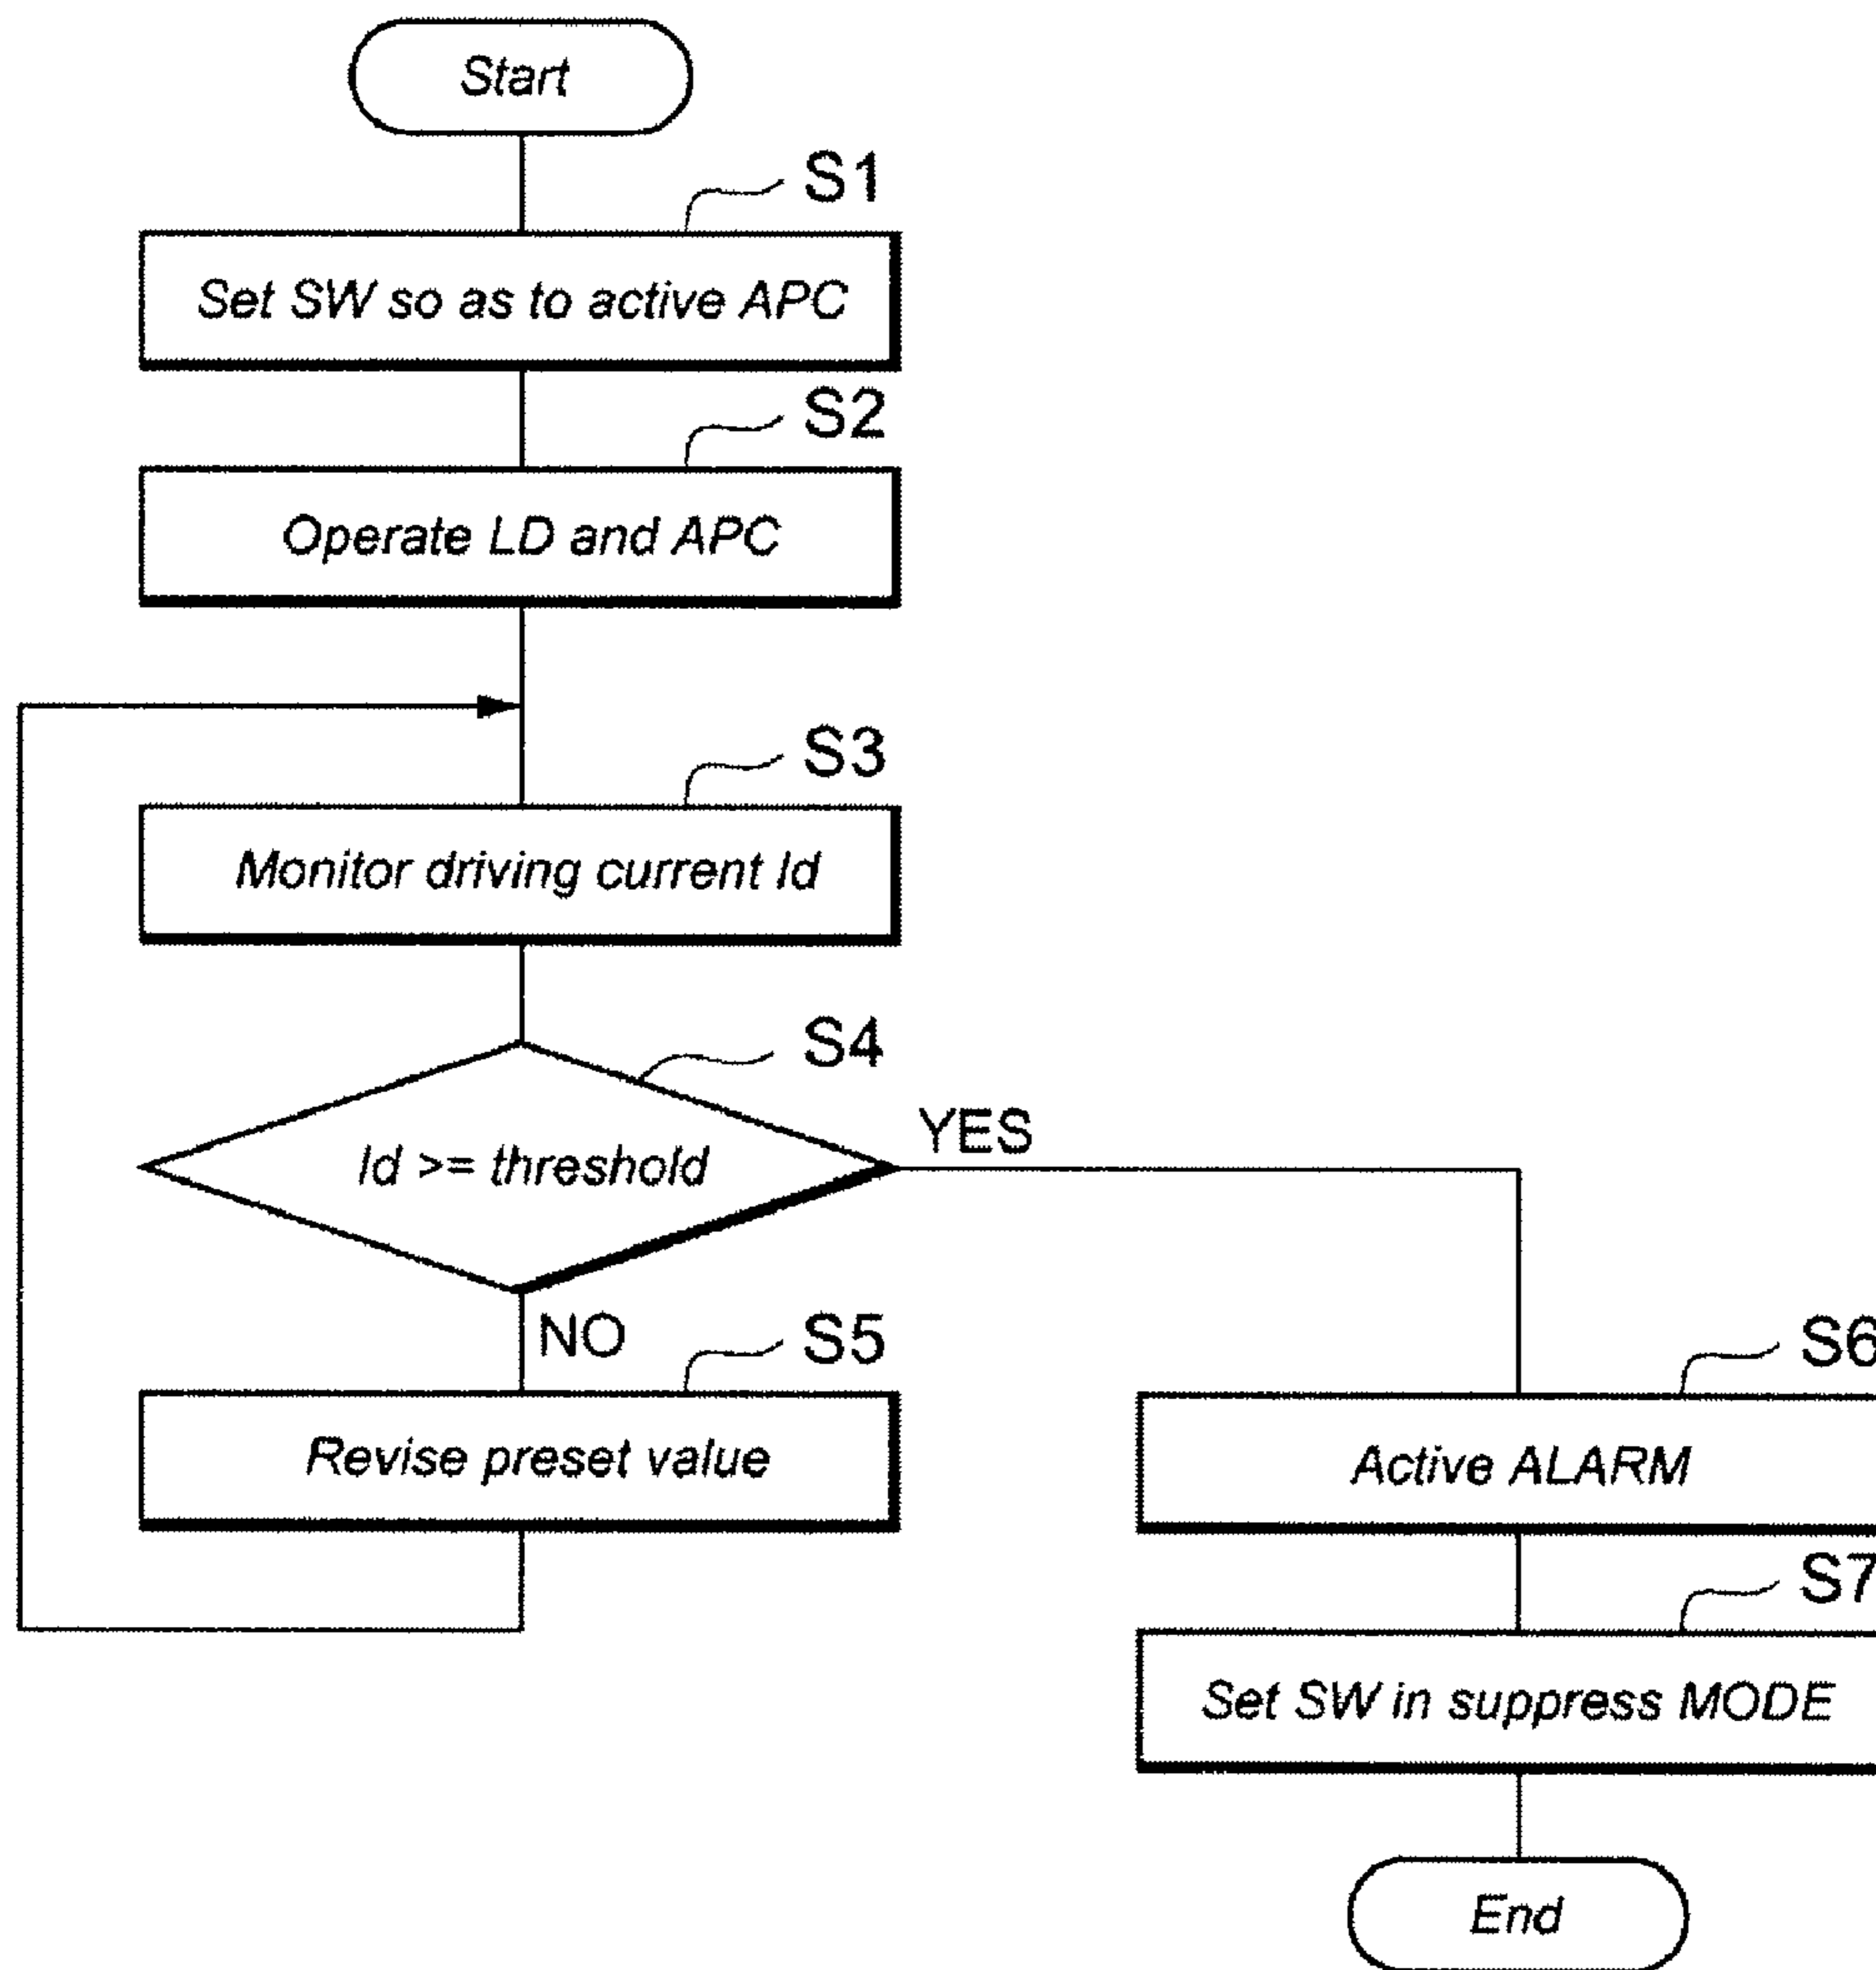 Start
S1
Set SW so as to active APC
S2
Operate LD and APC
S3
Monitor driving current Id
S4
Id >= threshold
YES
NO
S5
Revise preset value
S6
Active ALARM
S7
Set SW in suppress MODE
End